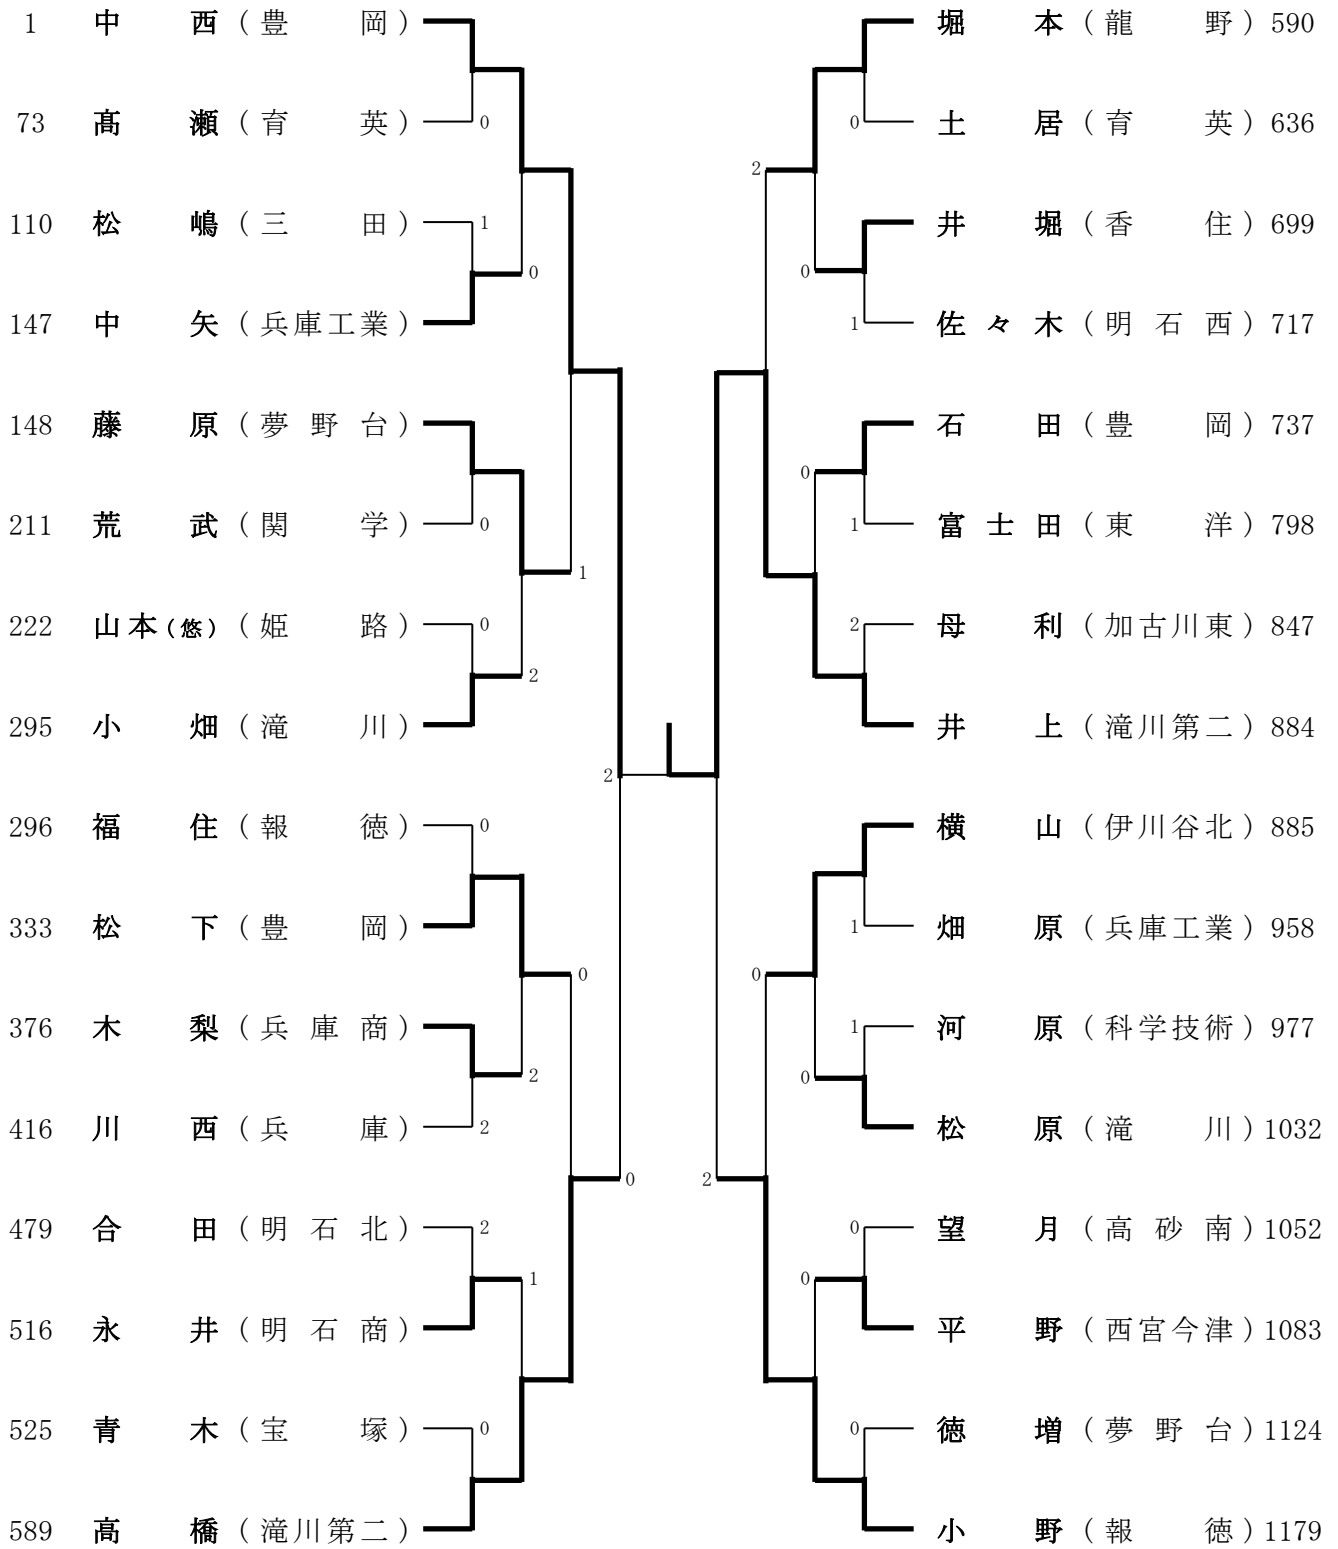 1 中西（豊岡） 堀本（龍野）590
73 髙瀬（育英） 0 0 土居（育英）636
2
110 松嶋（三田） 1 井堀（香住）699
0 0
147 中矢（兵庫工業） 1 佐々木（明石西）717
148 藤原（夢野台） 石田（豊岡）737
0
211 荒武（関学） 0 1 富士田（東洋）798
1
222 山本(悠)（姫路） 0 2 母利（加古川東）847
2
295 小畑（滝川） 井上（滝川第二）884
2
296 福住（報徳） 0 横山（伊川谷北）885
333 松下（豊岡） 1 畑原（兵庫工業）958
0 0
376 木梨（兵庫商） 1 河原（科学技術）977
2 0
416 川西（兵庫） 2 松原（滝川）1032
0 2
479 合田（明石北） 2 0 望月（高砂南）1052
1 0
516 永井（明石商） 平野（西宮今津）1083
525 青木（宝塚） 0 0 徳増（夢野台）1124
589 高橋（滝川第二） 小野（報徳）1179